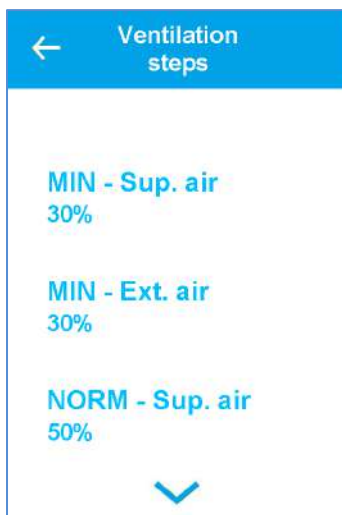 Ventilation
steps
MIN - Sup. air
30%
MIN - Ext. air
30%
NORM - Sup. air
50%